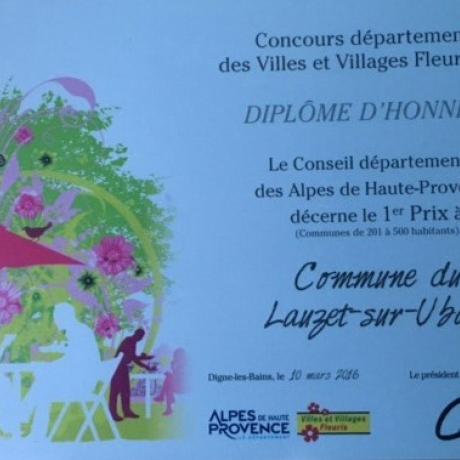 Concours départemen
des Villes et Villages Fleur
DIPLÔME D'HONNE
Le Conseil départemen
des Alpes de Haute-Prove
décerne le 1er Prix à
(Communes de 201 à 500 habitants)
Commune du
Lauzet-sur-Uba
Digne-les-Bains, le 10 mars 2016
Le président
ALPES DE HAUTE
PROVENCE
LE DÉPARTEMENT
Villes et Villages
Fleuris